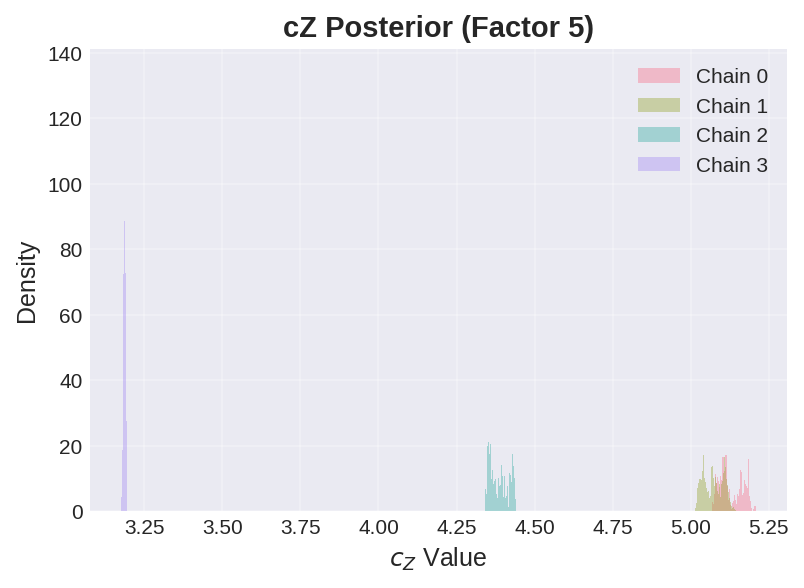 cZ Posterior (Factor 5)
140
120
100
80
60
40
20
0
Density
Chain 0
Chain 1
Chain 2
Chain 3
3.25 3.50 3.75 4.00 4.25 4.50 4.75 5.00 5.25
c_Z Value